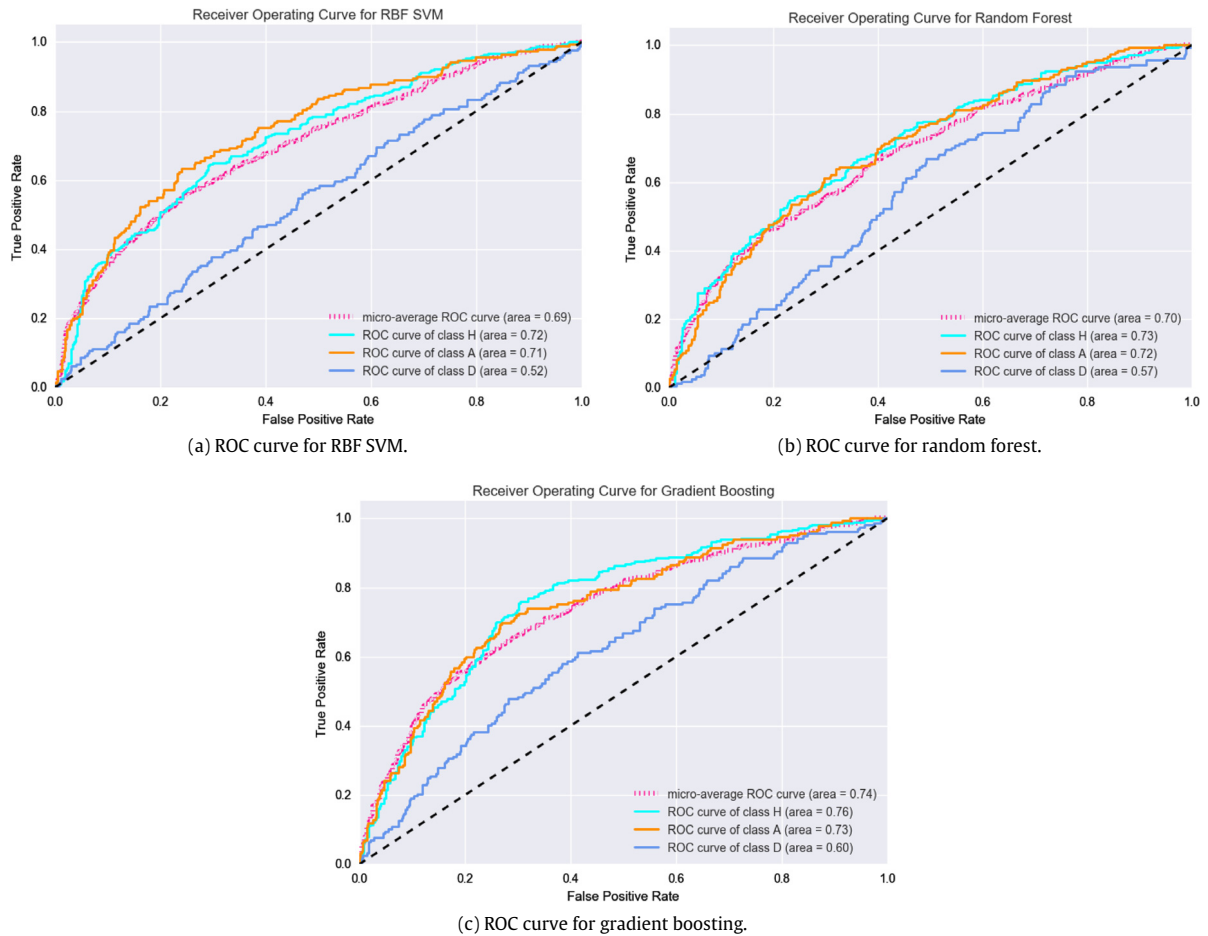 Receiver Operating Curve for RBF SVM
1.0
0.8
0.6
0.4
0.2
0.0
True Positive Rate
micro-average ROC curve (area = 0.69)
ROC curve of class H (area = 0.72)
ROC curve of class A (area = 0.71)
ROC curve of class D (area = 0.52)
0.0 0.2 0.4 0.6 0.8 1.0
False Positive Rate
(a) ROC curve for RBF SVM.
Receiver Operating Curve for Random Forest
1.0
0.8
0.6
0.4
0.2
0.0
True Positive Rate
micro-average ROC curve (area = 0.70)
ROC curve of class H (area = 0.73)
ROC curve of class A (area = 0.72)
ROC curve of class D (area = 0.57)
0.0 0.2 0.4 0.6 0.8 1.0
False Positive Rate
(b) ROC curve for random forest.
Receiver Operating Curve for Gradient Boosting
1.0
0.8
0.6
0.4
0.2
0.0
True Positive Rate
micro-average ROC curve (area = 0.74)
ROC curve of class H (area = 0.76)
ROC curve of class A (area = 0.73)
ROC curve of class D (area = 0.60)
0.0 0.2 0.4 0.6 0.8 1.0
False Positive Rate
(c) ROC curve for gradient boosting.